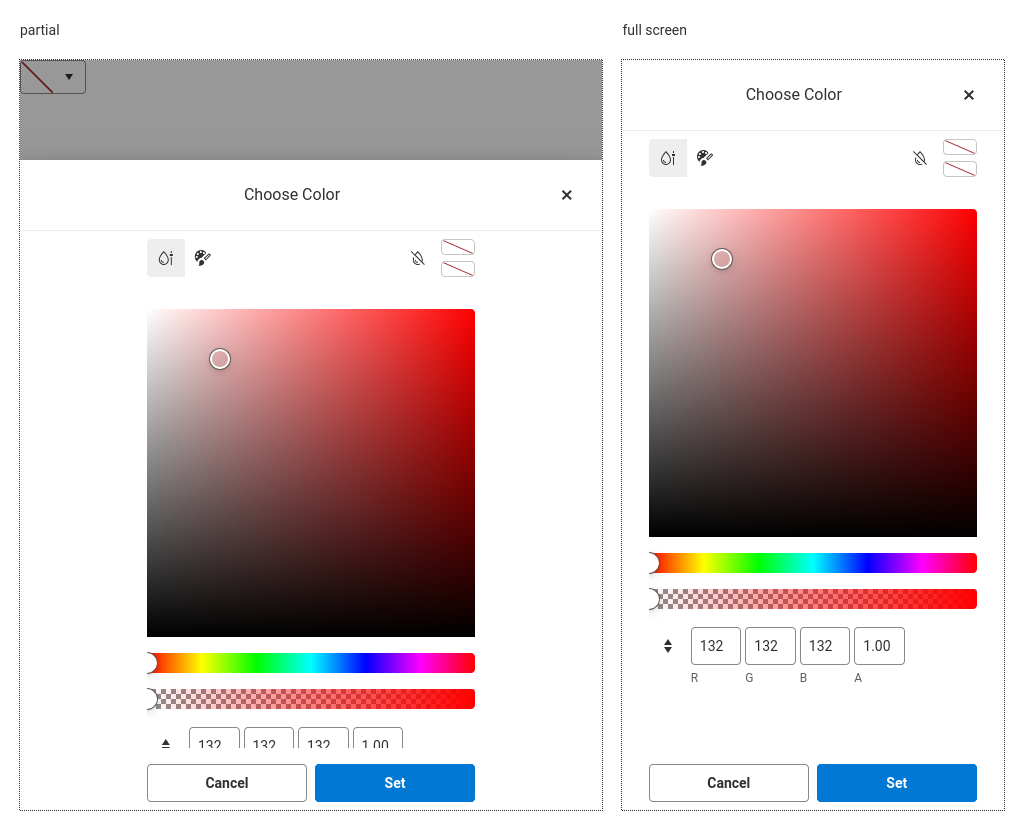 partial
full screen
Choose Color
Choose Color
132 132 132 1.00
132 132 132 1.00
R G B A
Cancel Set
Cancel Set